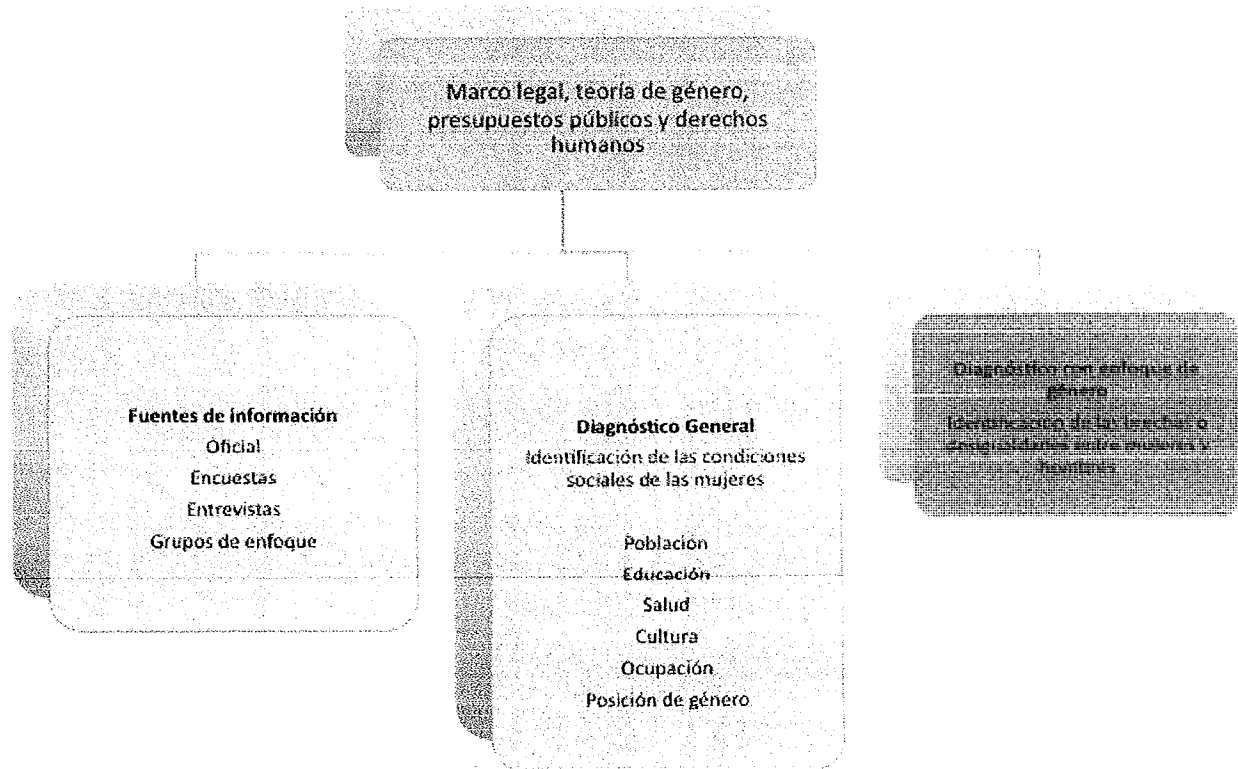 Marco legal, teoría de género,
presupuestos públicos y derechos
humanos
Fuentes de información
Oficial
Encuestas
Entrevistas
Grupos de enfoque
Diagnóstico General
Identificación de las condiciones
sociales de las mujeres
Población
Educación
Salud
Cultura
Ocupación
Posición de género
Diagnóstico con enfoque de
género
Identificación de las brechas o
desigualdades entre mujeres y
hombres